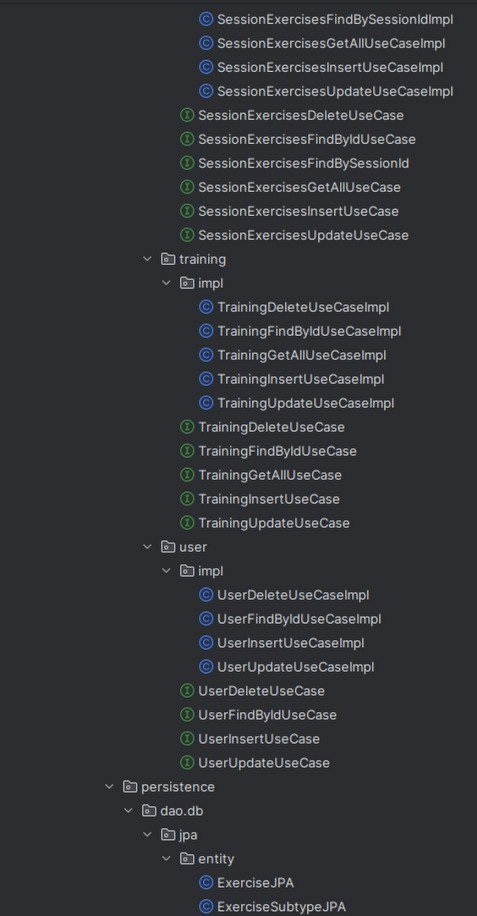 SessionExercisesFindBySessionIdImpl
SessionExercisesGetAllUseCaseImpl
SessionExercisesInsertUseCaseImpl
SessionExercisesUpdateUseCaseImpl
SessionExercisesDeleteUseCase
SessionExercisesFindByIdUseCase
SessionExercisesFindBySessionId
SessionExercisesGetAllUseCase
SessionExercisesInsertUseCase
SessionExercisesUpdateUseCase
training
impl
TrainingDeleteUseCaseImpl
TrainingFindByIdUseCaseImpl
TrainingGetAllUseCaseImpl
TrainingInsertUseCaseImpl
TrainingUpdateUseCaseImpl
TrainingDeleteUseCase
TrainingFindByIdUseCase
TrainingGetAllUseCase
TrainingInsertUseCase
TrainingUpdateUseCase
user
impl
UserDeleteUseCaseImpl
UserFindByIdUseCaseImpl
UserInsertUseCaseImpl
UserUpdateUseCaseImpl
UserDeleteUseCase
UserFindByIdUseCase
UserInsertUseCase
UserUpdateUseCase
persistence
dao.db
jpa
entity
ExerciseJPA
ExerciseSubtypeJPA